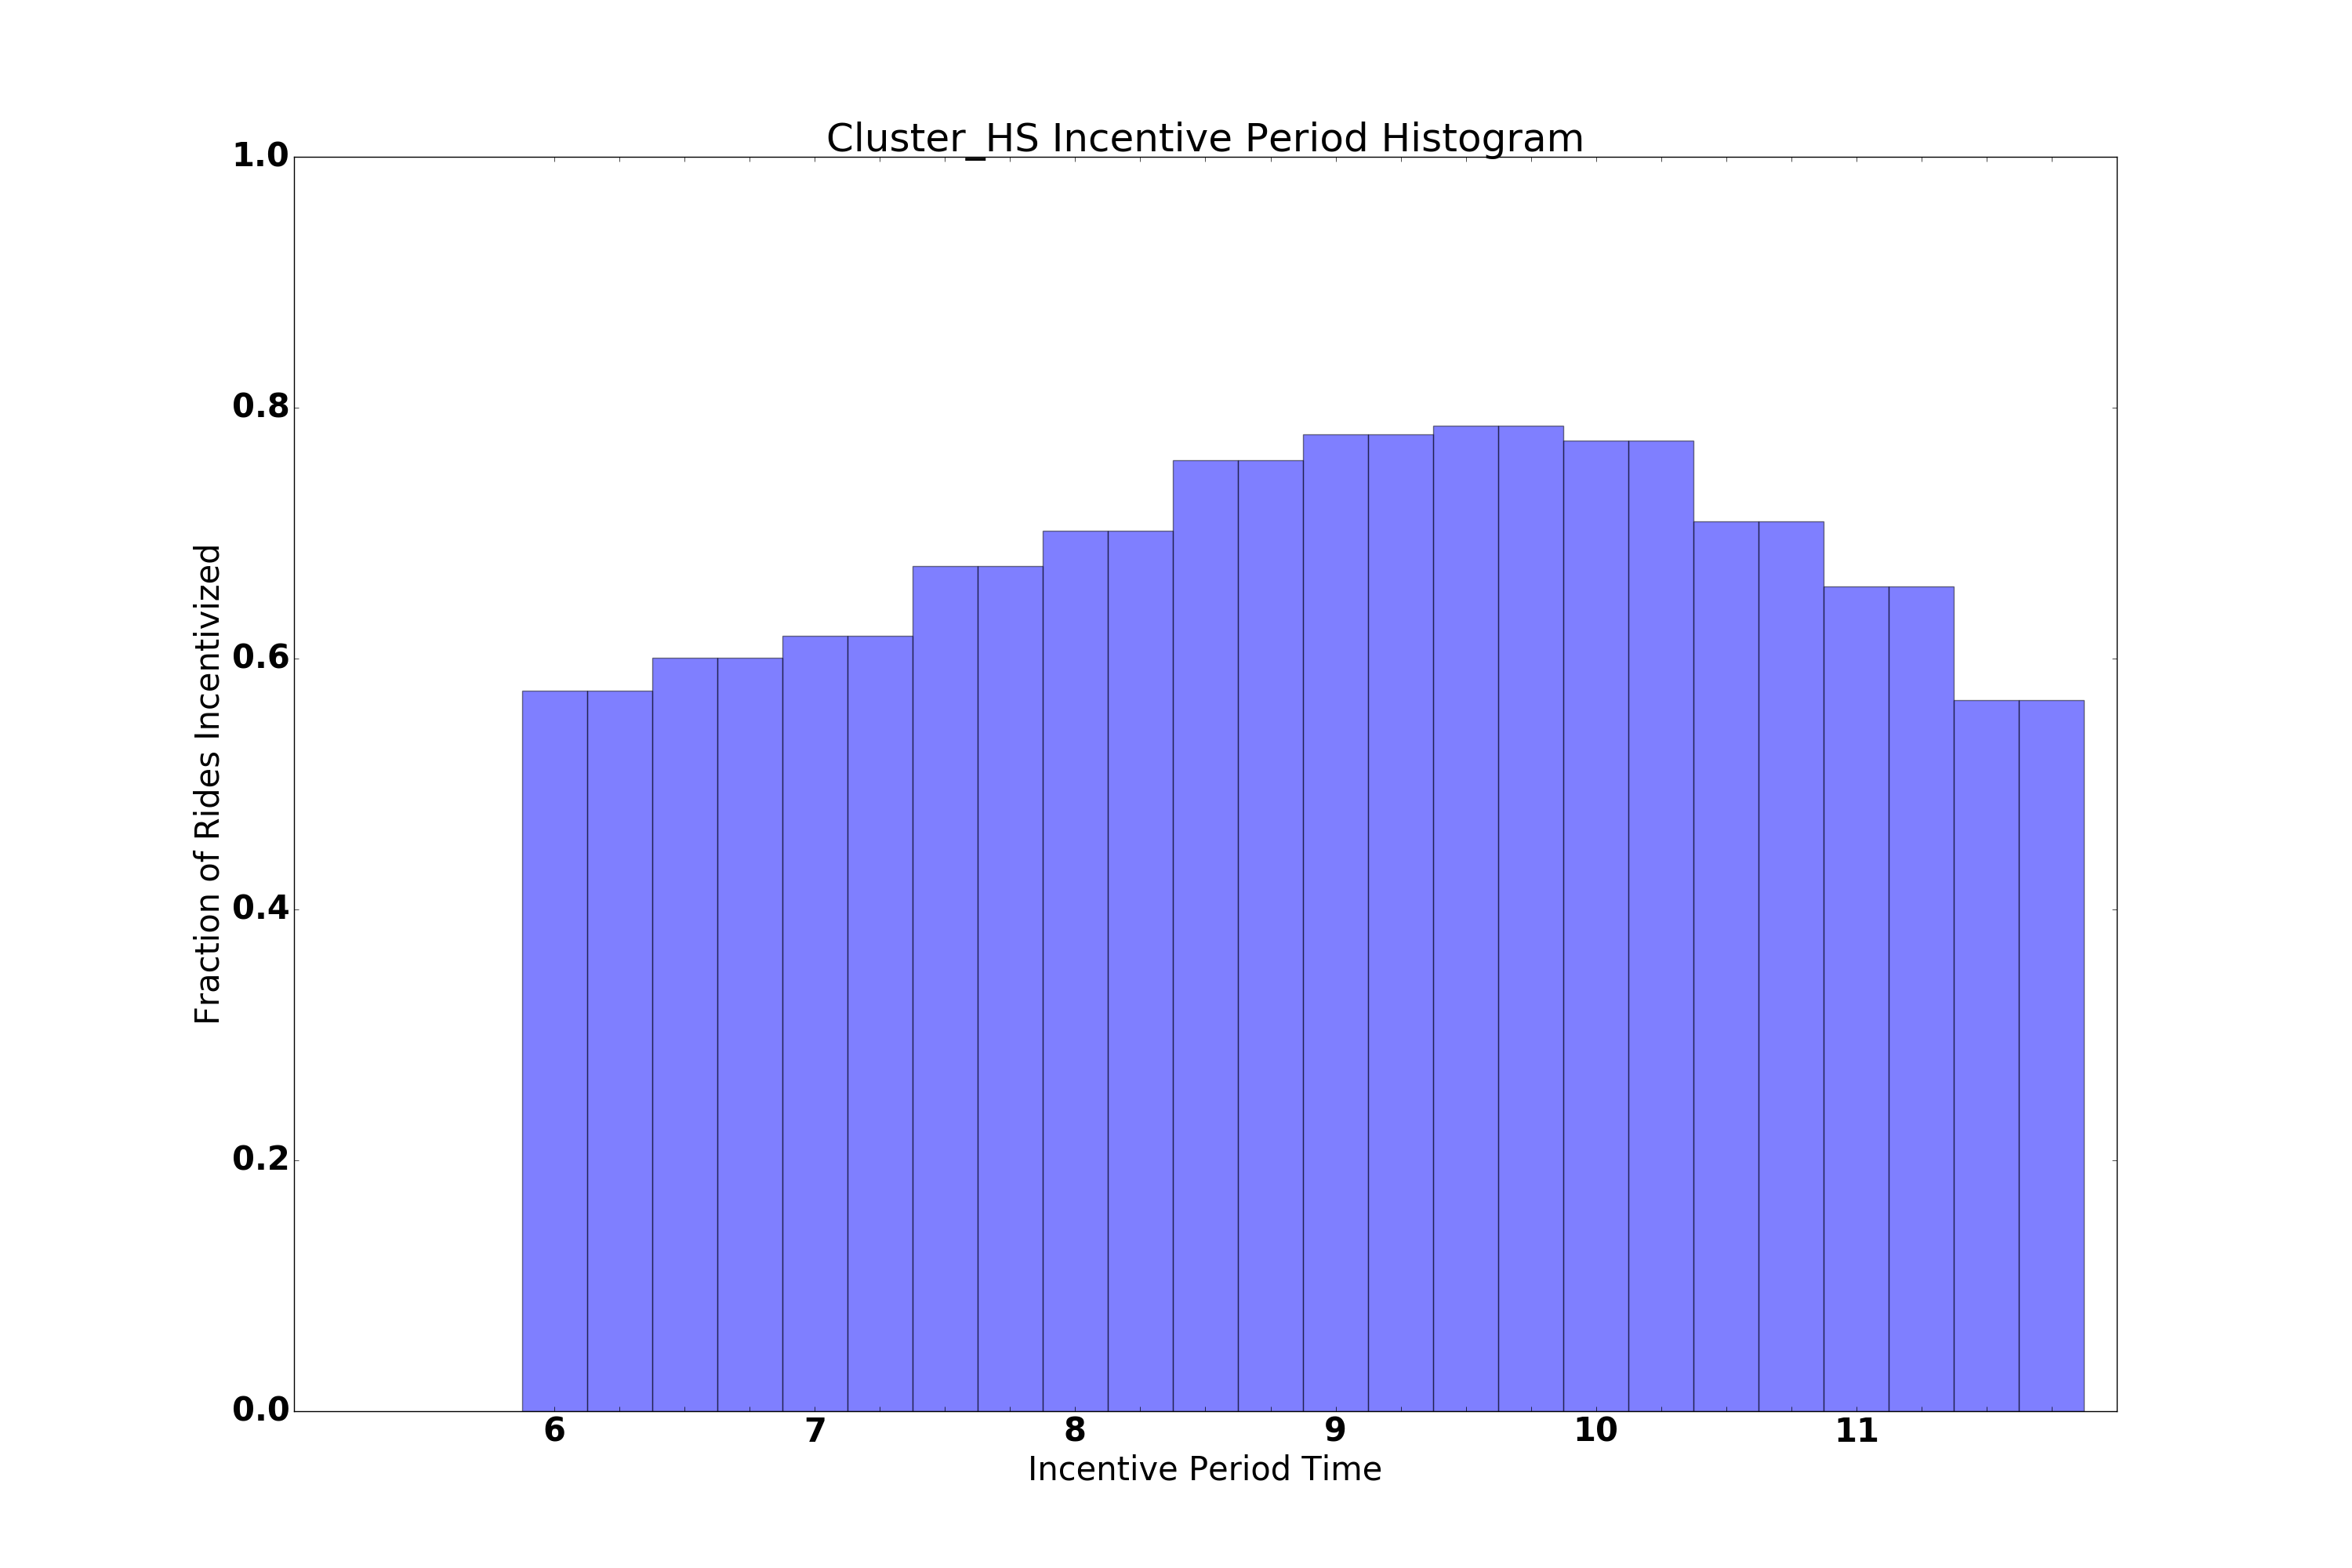 Cluster_HS Incentive Period Histogram
1.0
0.8
0.6
0.4
0.2
0.0
Fraction of Rides Incentivized
6 7 8 9 10 11
Incentive Period Time